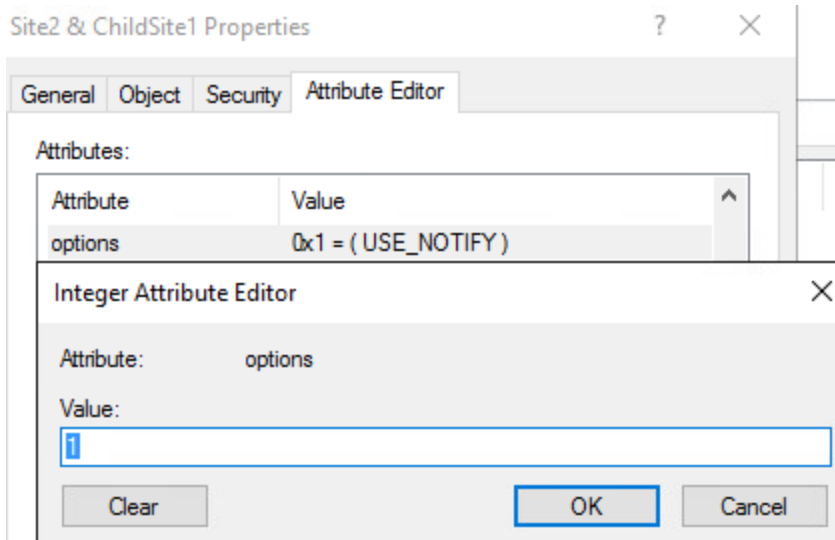 Site2 & ChildSite1 Properties ?
General Object Security Attribute Editor
Attributes:
Attribute Value
options 0x1 = ( USE_NOTIFY )
Integer Attribute Editor
Attribute: options
Value:
1
Clear OK Cancel